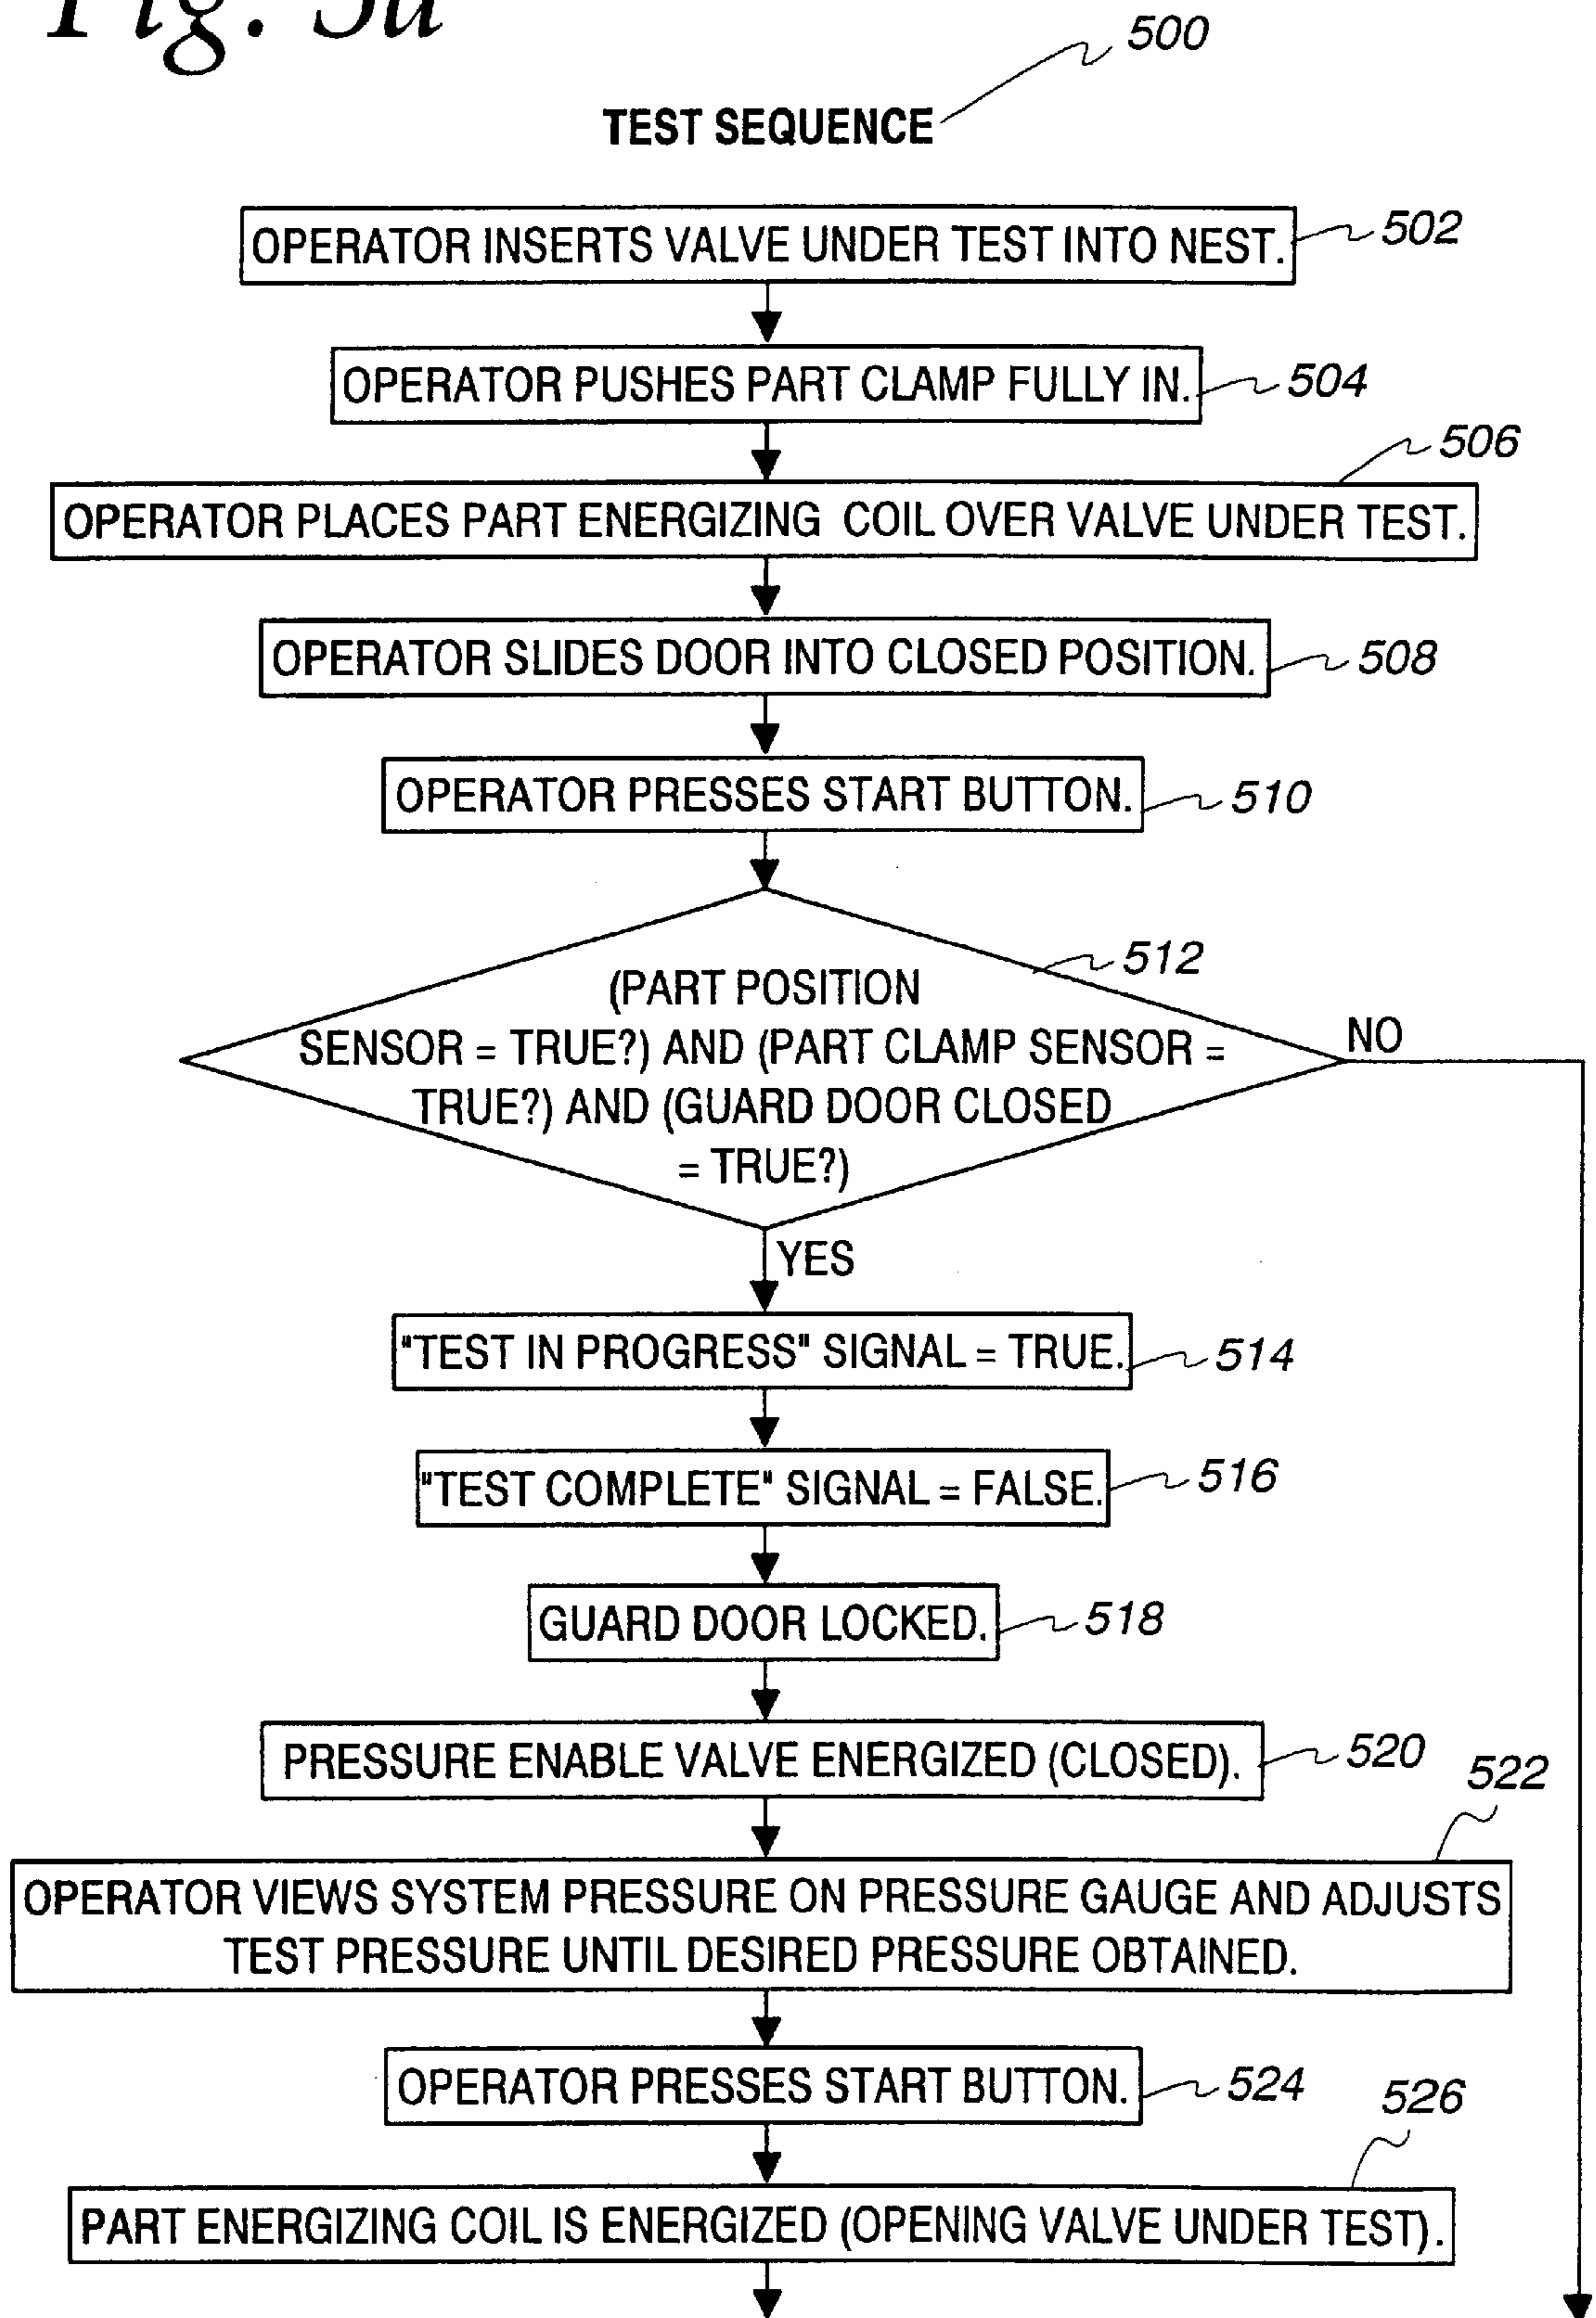 Fig. 5a
500
TEST SEQUENCE
OPERATOR INSERTS VALVE UNDER TEST INTO NEST.
502
OPERATOR PUSHES PART CLAMP FULLY IN.
504
506
OPERATOR PLACES PART ENERGIZING COIL OVER VALVE UNDER TEST.
OPERATOR SLIDES DOOR INTO CLOSED POSITION.
508
OPERATOR PRESSES START BUTTON.
510
512
(PART POSITION
SENSOR = TRUE?) AND (PART CLAMP SENSOR =
TRUE?) AND (GUARD DOOR CLOSED
= TRUE?)
NO
YES
"TEST IN PROGRESS" SIGNAL = TRUE.
514
"TEST COMPLETE" SIGNAL = FALSE.
516
GUARD DOOR LOCKED.
518
PRESSURE ENABLE VALVE ENERGIZED (CLOSED).
520
522
OPERATOR VIEWS SYSTEM PRESSURE ON PRESSURE GAUGE AND ADJUSTS
TEST PRESSURE UNTIL DESIRED PRESSURE OBTAINED.
OPERATOR PRESSES START BUTTON.
524
526
PART ENERGIZING COIL IS ENERGIZED (OPENING VALVE UNDER TEST).